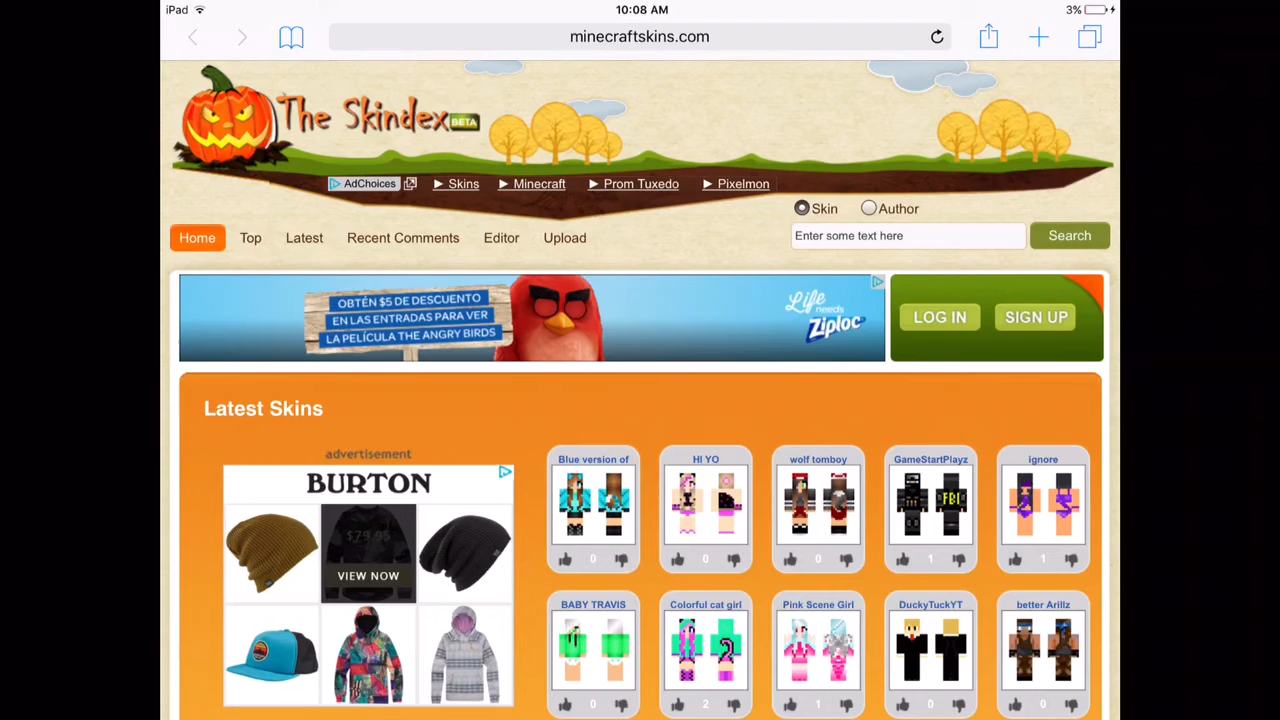 iPad 10:08 AM 3%
minecraftskins.com
The Skindex BETA
AdChoices Skins Minecraft Prom Tuxedo Pixelmon
Skin Author
Home Top Latest Recent Comments Editor Upload Enter some text here Search
OBTÉN $5 DE DESCUENTO
EN LAS ENTRADAS PARA VER
LA PELÍCULA THE ANGRY BIRDS
Life
needs
Ziploc
LOG IN SIGN UP
Latest Skins
advertisement
BURTON
$79.95
VIEW NOW
Blue version of HI YO wolf tomboy GameStartPlayz ignore
FBI
0 0 0 1 1
BABY TRAVIS Colorful cat girl Pink Scene Girl DuckyTuckYT better Arillz
0 2 1 0 0